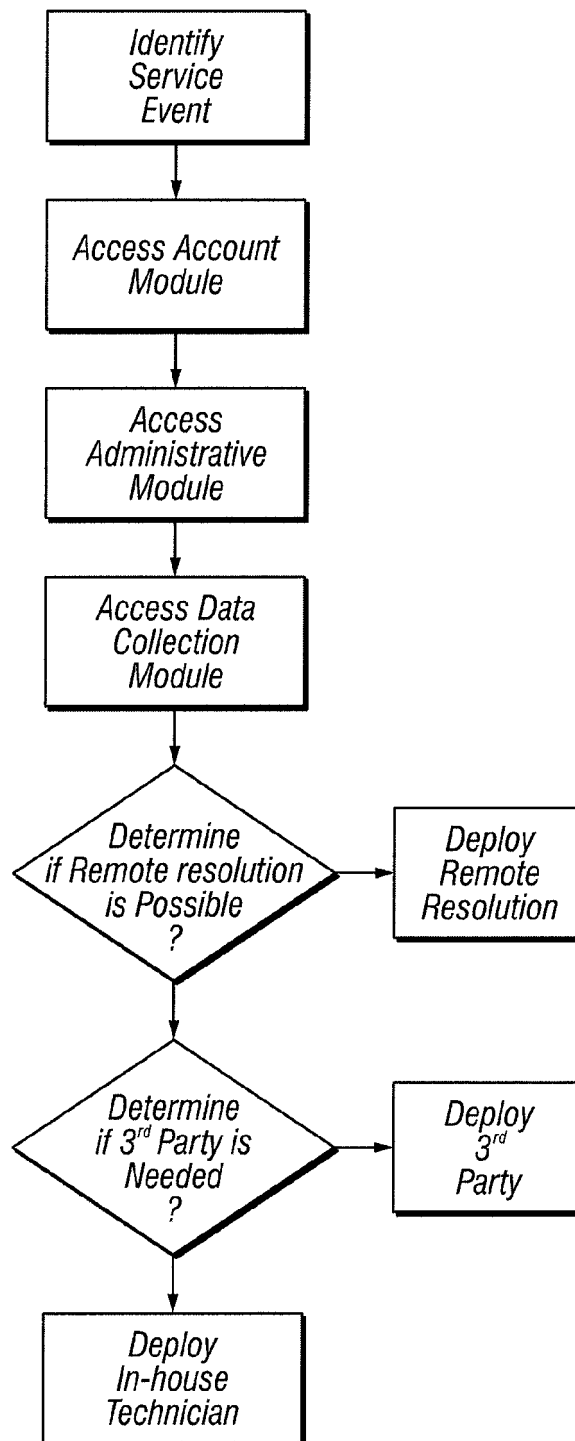 Identify
Service
Event
Access Account
Module
Access
Administrative
Module
Access Data
Collection
Module
Determine
if Remote resolution
is Possible
?
Deploy
Remote
Resolution
Determine
if 3rd Party is
Needed
?
Deploy
3rd
Party
Deploy
In-house
Technician